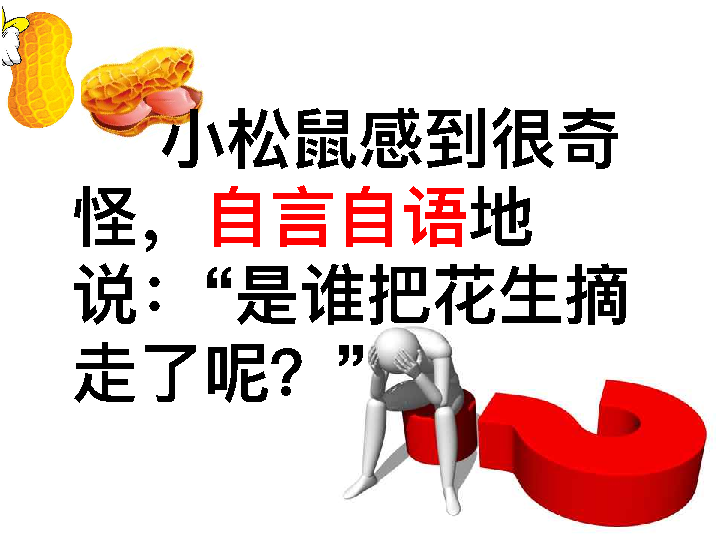 小松鼠感到很奇
怪，自言自语地
说：“是谁把花生摘
走了呢？”